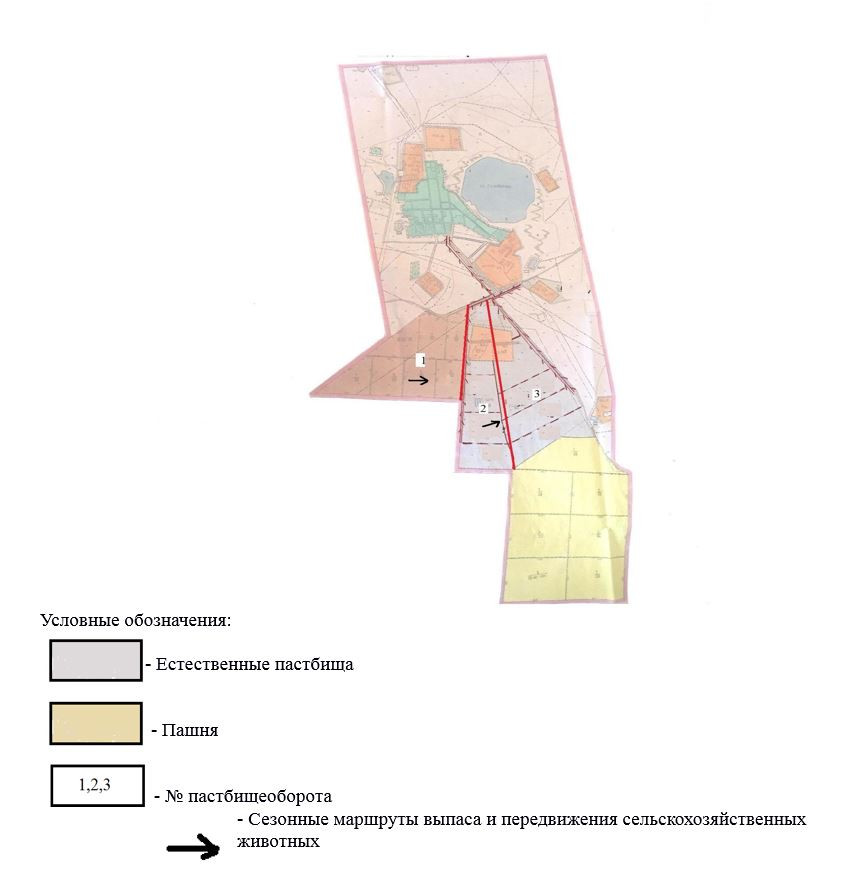 1
3
2
Условные обозначения:
- Естественные пастбища
- Пашня
1,2,3
- № пастбищеоборота
- Сезонные маршруты выпаса и передвижения сельскохозяйственных
животных